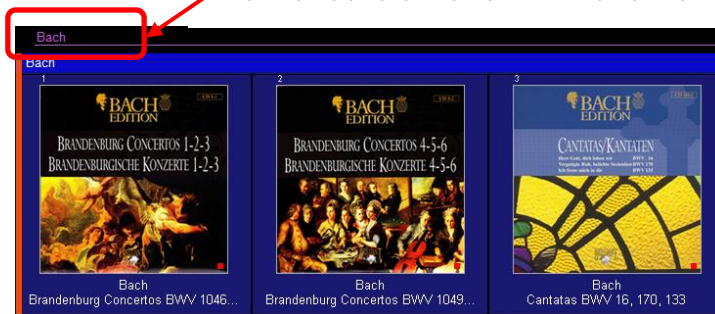 Bach
Bach
1
BACH
EDITION
BRANDENBURG CONCERTOS 1-2-3
BRANDENBURGISCHE KONZERTE 1-2-3
Bach
Brandenburg Concertos BWV 1046...
2
BACH
EDITION
BRANDENBURG CONCERTOS 4-5-6
BRANDENBURGISCHE KONZERTE 4-5-6
Bach
Brandenburg Concertos BWV 1049...
3
BACH
EDITION
CANTATAS/KANTATEN
Bach
Cantatas BWV 16, 170, 133